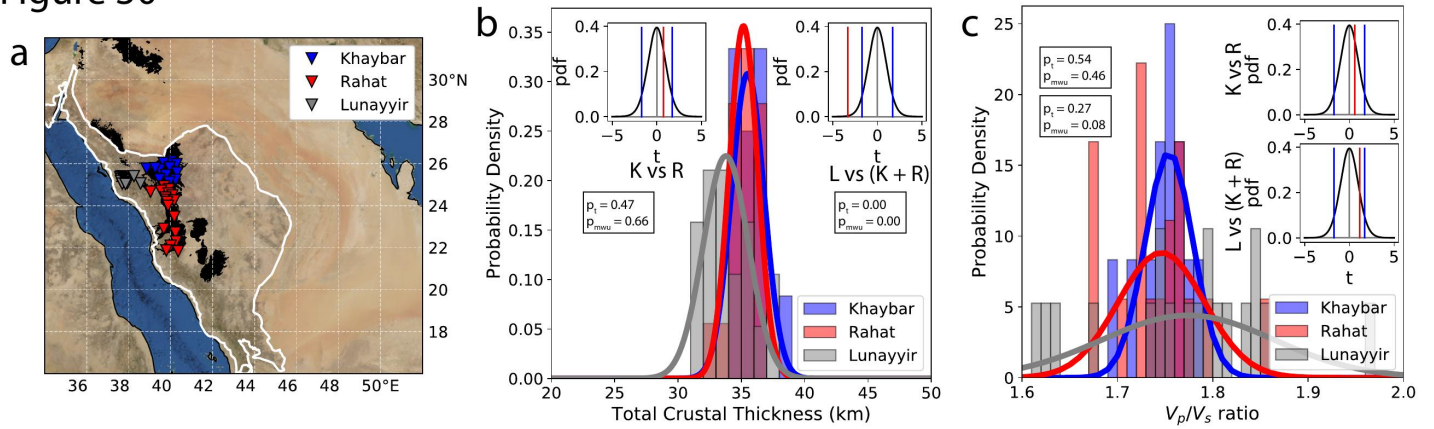 a
Khaybar
Rahat
Lunayyir
30°N
28
26
24
22
20
18
36 38 40 42 44 46 48 50°E
b
Probability Density
0.35
0.30
0.25
0.20
0.15
0.10
0.05
0.00
20 25 30 35 40 45 50
Total Crustal Thickness (km)
pdf
0.4
0.2
0.0
−5 0 5
t
K vs R
pt = 0.47
pmwu = 0.66
pdf
0.4
0.2
0.0
−5 0 5
t
L vs (K + R)
pt = 0.00
pmwu = 0.00
Khaybar
Rahat
Lunayyir
c
Probability Density
25
20
15
10
5
0
1.6 1.7 1.8 1.9 2.0
Vp/Vs ratio
pt = 0.54
pmwu = 0.46
pt = 0.27
pmwu = 0.08
K vs R
pdf
0.4
0.2
0.0
−5 0 5
L vs (K + R)
pdf
0.4
0.2
0.0
−5 0 5
t
Khaybar
Rahat
Lunayyir